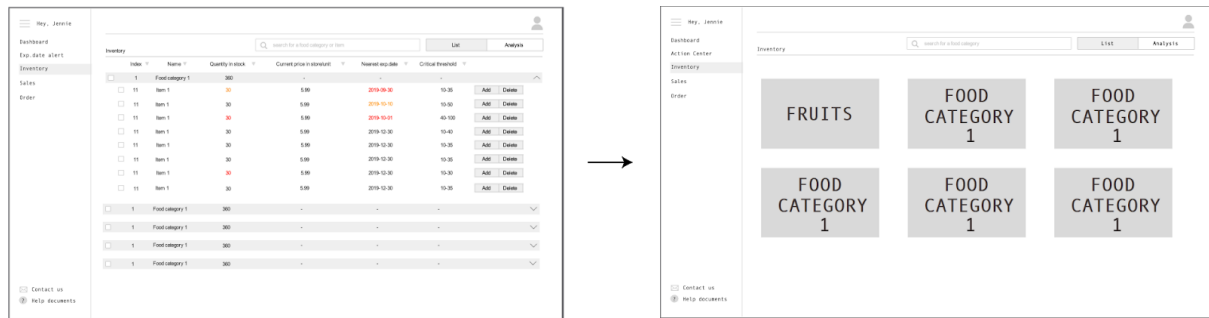 Hey, Jennie
Dashboard
Exp.date alert
Inventory
Sales
Order
Contact us
Help documents
search for a food category or item
List Analysis
Inventory
Index Name Quantity in stock Current price in store/unit Nearest exp.date Critical threshold
1 Food category 1 360 - - -
11 Item 1 30 5.99 2019-09-30 10-35 Add Delete
11 Item 1 30 5.99 2019-10-10 10-50 Add Delete
11 Item 1 30 5.99 2019-10-01 40-100 Add Delete
11 Item 1 30 5.99 2019-12-30 10-40 Add Delete
11 Item 1 30 5.99 2019-12-30 10-35 Add Delete
11 Item 1 30 5.99 2019-12-30 10-35 Add Delete
11 Item 1 30 5.99 2019-12-30 10-30 Add Delete
11 Item 1 30 5.99 2019-12-30 10-35 Add Delete
1 Food category 1 360 - - -
1 Food category 1 360 - - -
1 Food category 1 360 - - -
1 Food category 1 360 - - -
Hey, Jennie
Dashboard
Action Center
Inventory
Sales
Order
Contact us
Help documents
search for a food category
List Analysis
Inventory
FRUITS
FOOD
CATEGORY
1
FOOD
CATEGORY
1
FOOD
CATEGORY
1
FOOD
CATEGORY
1
FOOD
CATEGORY
1